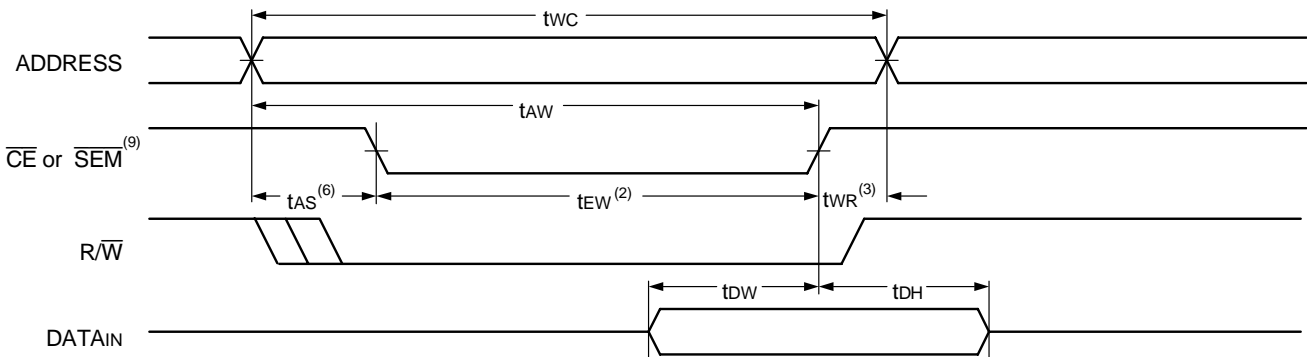 tWC
ADDRESS
tAW
CE or SEM(9)
tAS(6)
tEW(2)
tWR(3)
R/W
tDW
tDH
DATAIN